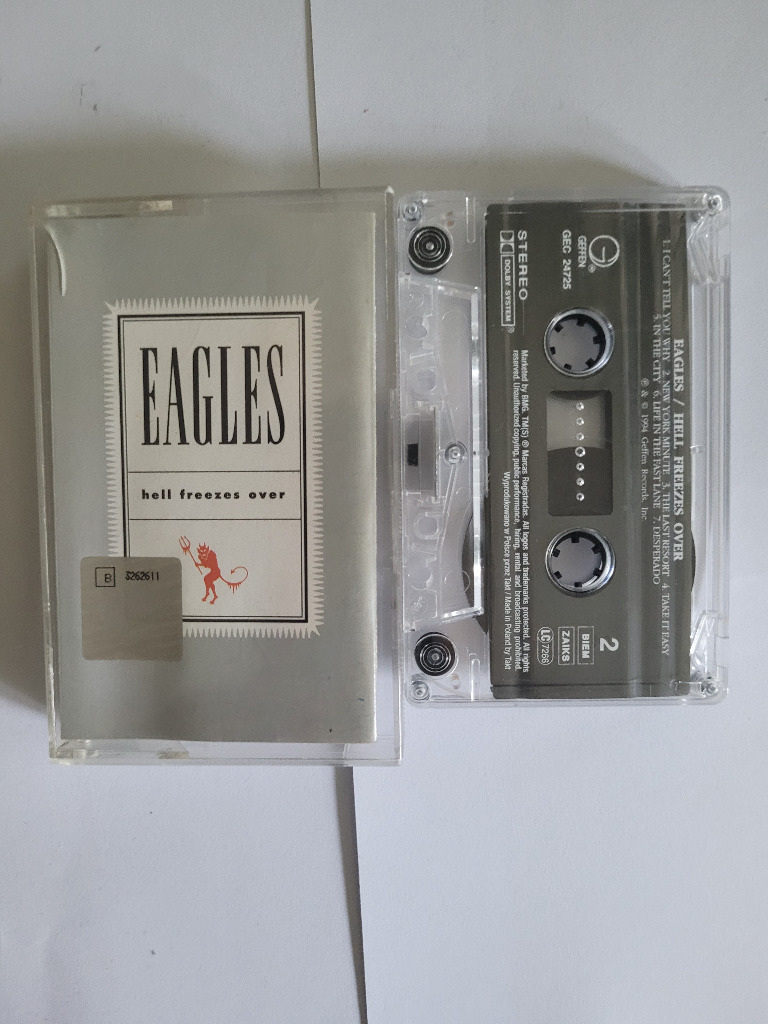 EAGLES
hell freezes over
B 3262611
EAGLES / HELL FREEZES OVER
1. I CAN'T TELL YOU WHY 2. NEW YORK MINUTE 3. THE LAST RESORT 4. TAKE IT EASY
5. IN THE CITY 6. LIFE IN THE FAST LANE 7. DESPERADO
℗ & © 1994 Geffen Records, Inc
G ®
GEFFEN
GEC 24725
STEREO
DOLBY SYSTEM ®
2
BIEM
ZAIKS
LC 7266
Marketed by BMG. TM(S) ® Marcas Registradas. All logos and trademarks protected. All rights
reserved. Unauthorized copying, public performance, hiring, rental and broadcasting prohibited.
Wyprodukowano w Polsce przez Takt / Made in Poland by Takt